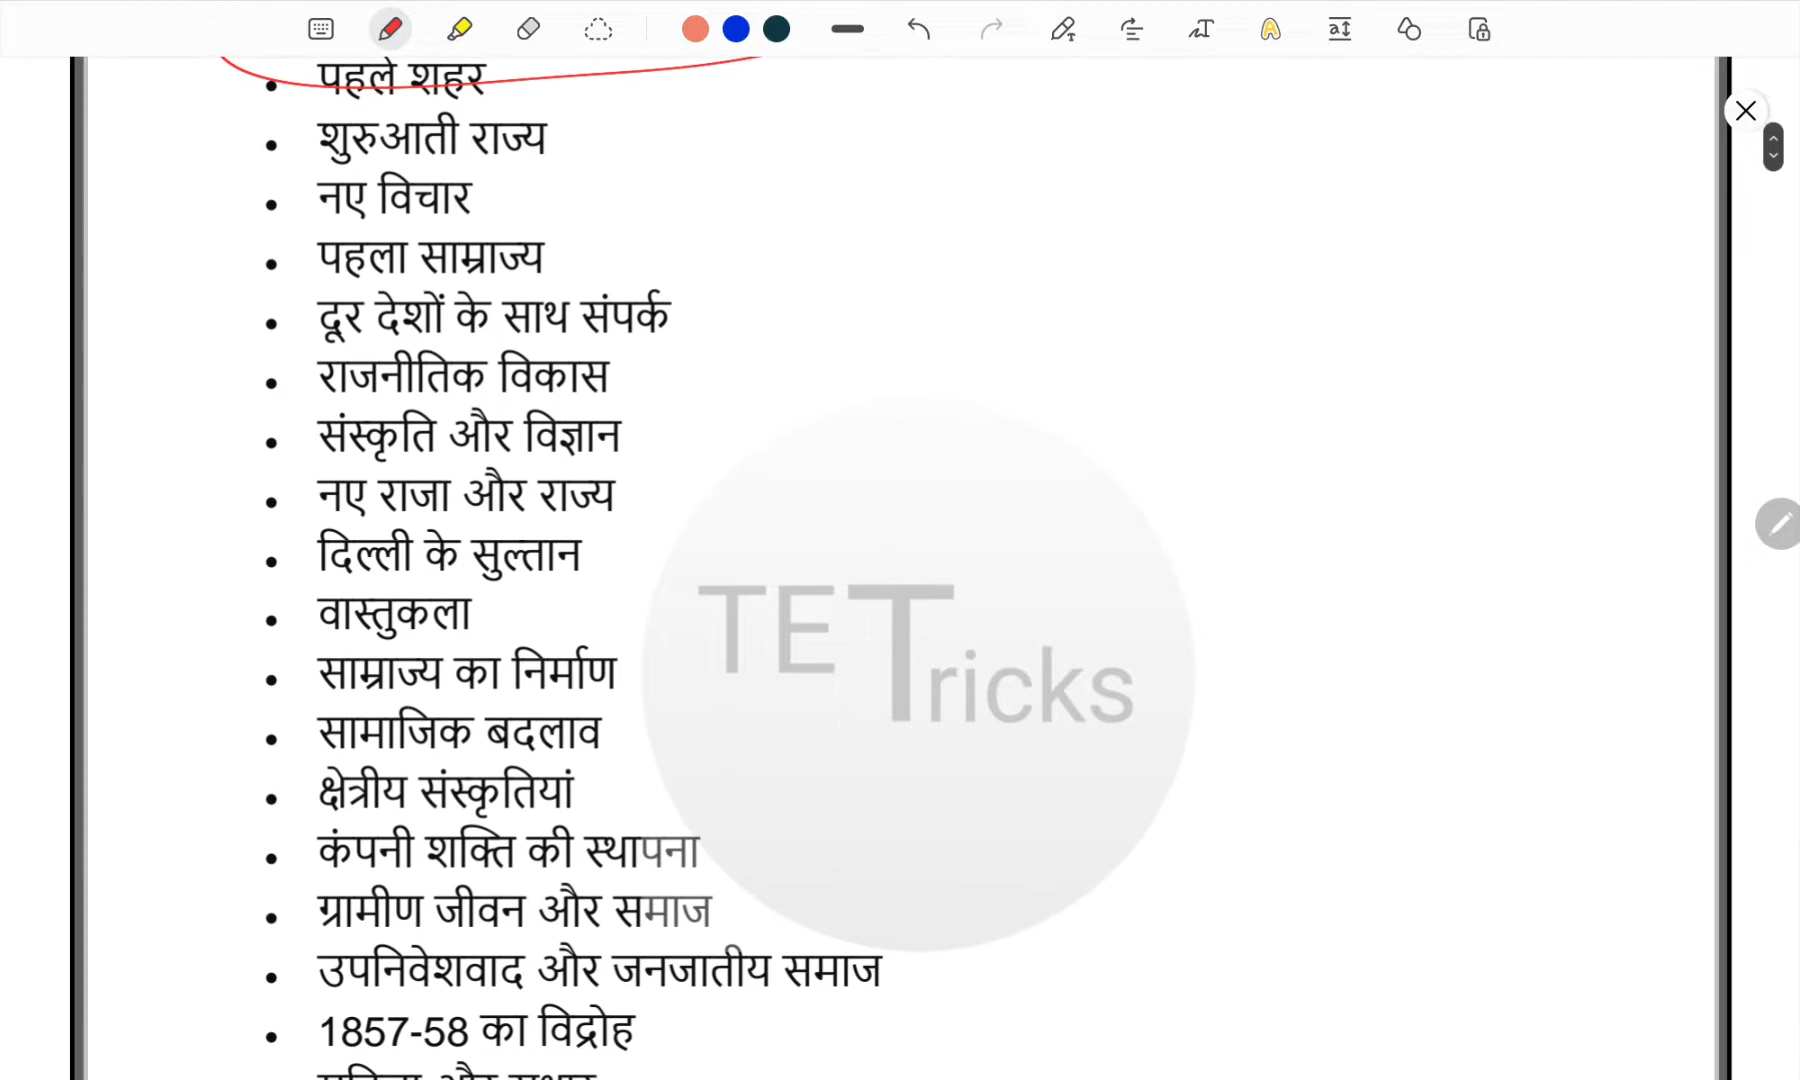 पहले शहर
शुरुआती राज्य
नए विचार
पहला साम्राज्य
दूर देशों के साथ संपर्क
राजनीतिक विकास
संस्कृति और विज्ञान
नए राजा और राज्य
दिल्ली के सुल्तान
वास्तुकला
साम्राज्य का निर्माण
सामाजिक बदलाव
क्षेत्रीय संस्कृतियां
कंपनी शक्ति की स्थापना
ग्रामीण जीवन और समाज
उपनिवेशवाद और जनजातीय समाज
1857-58 का विद्रोह
TETricks